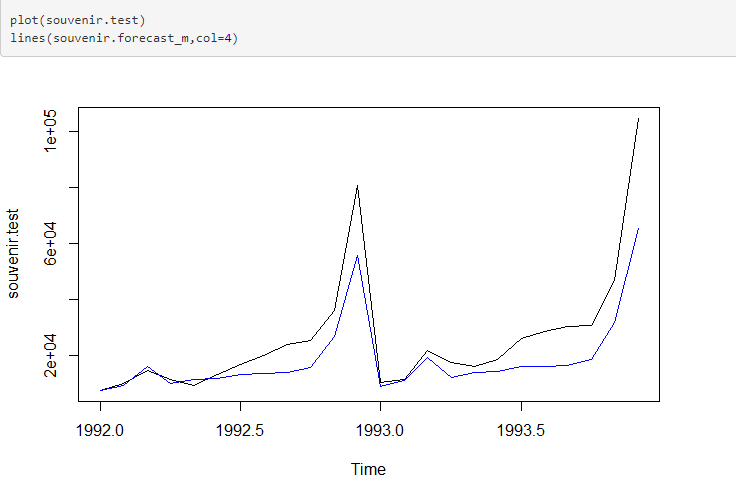 plot(souvenir.test)
lines(souvenir.forecast_m,col=4)
1e+05
6e+04
2e+04
souvenir.test
1992.0 1992.5 1993.0 1993.5
Time